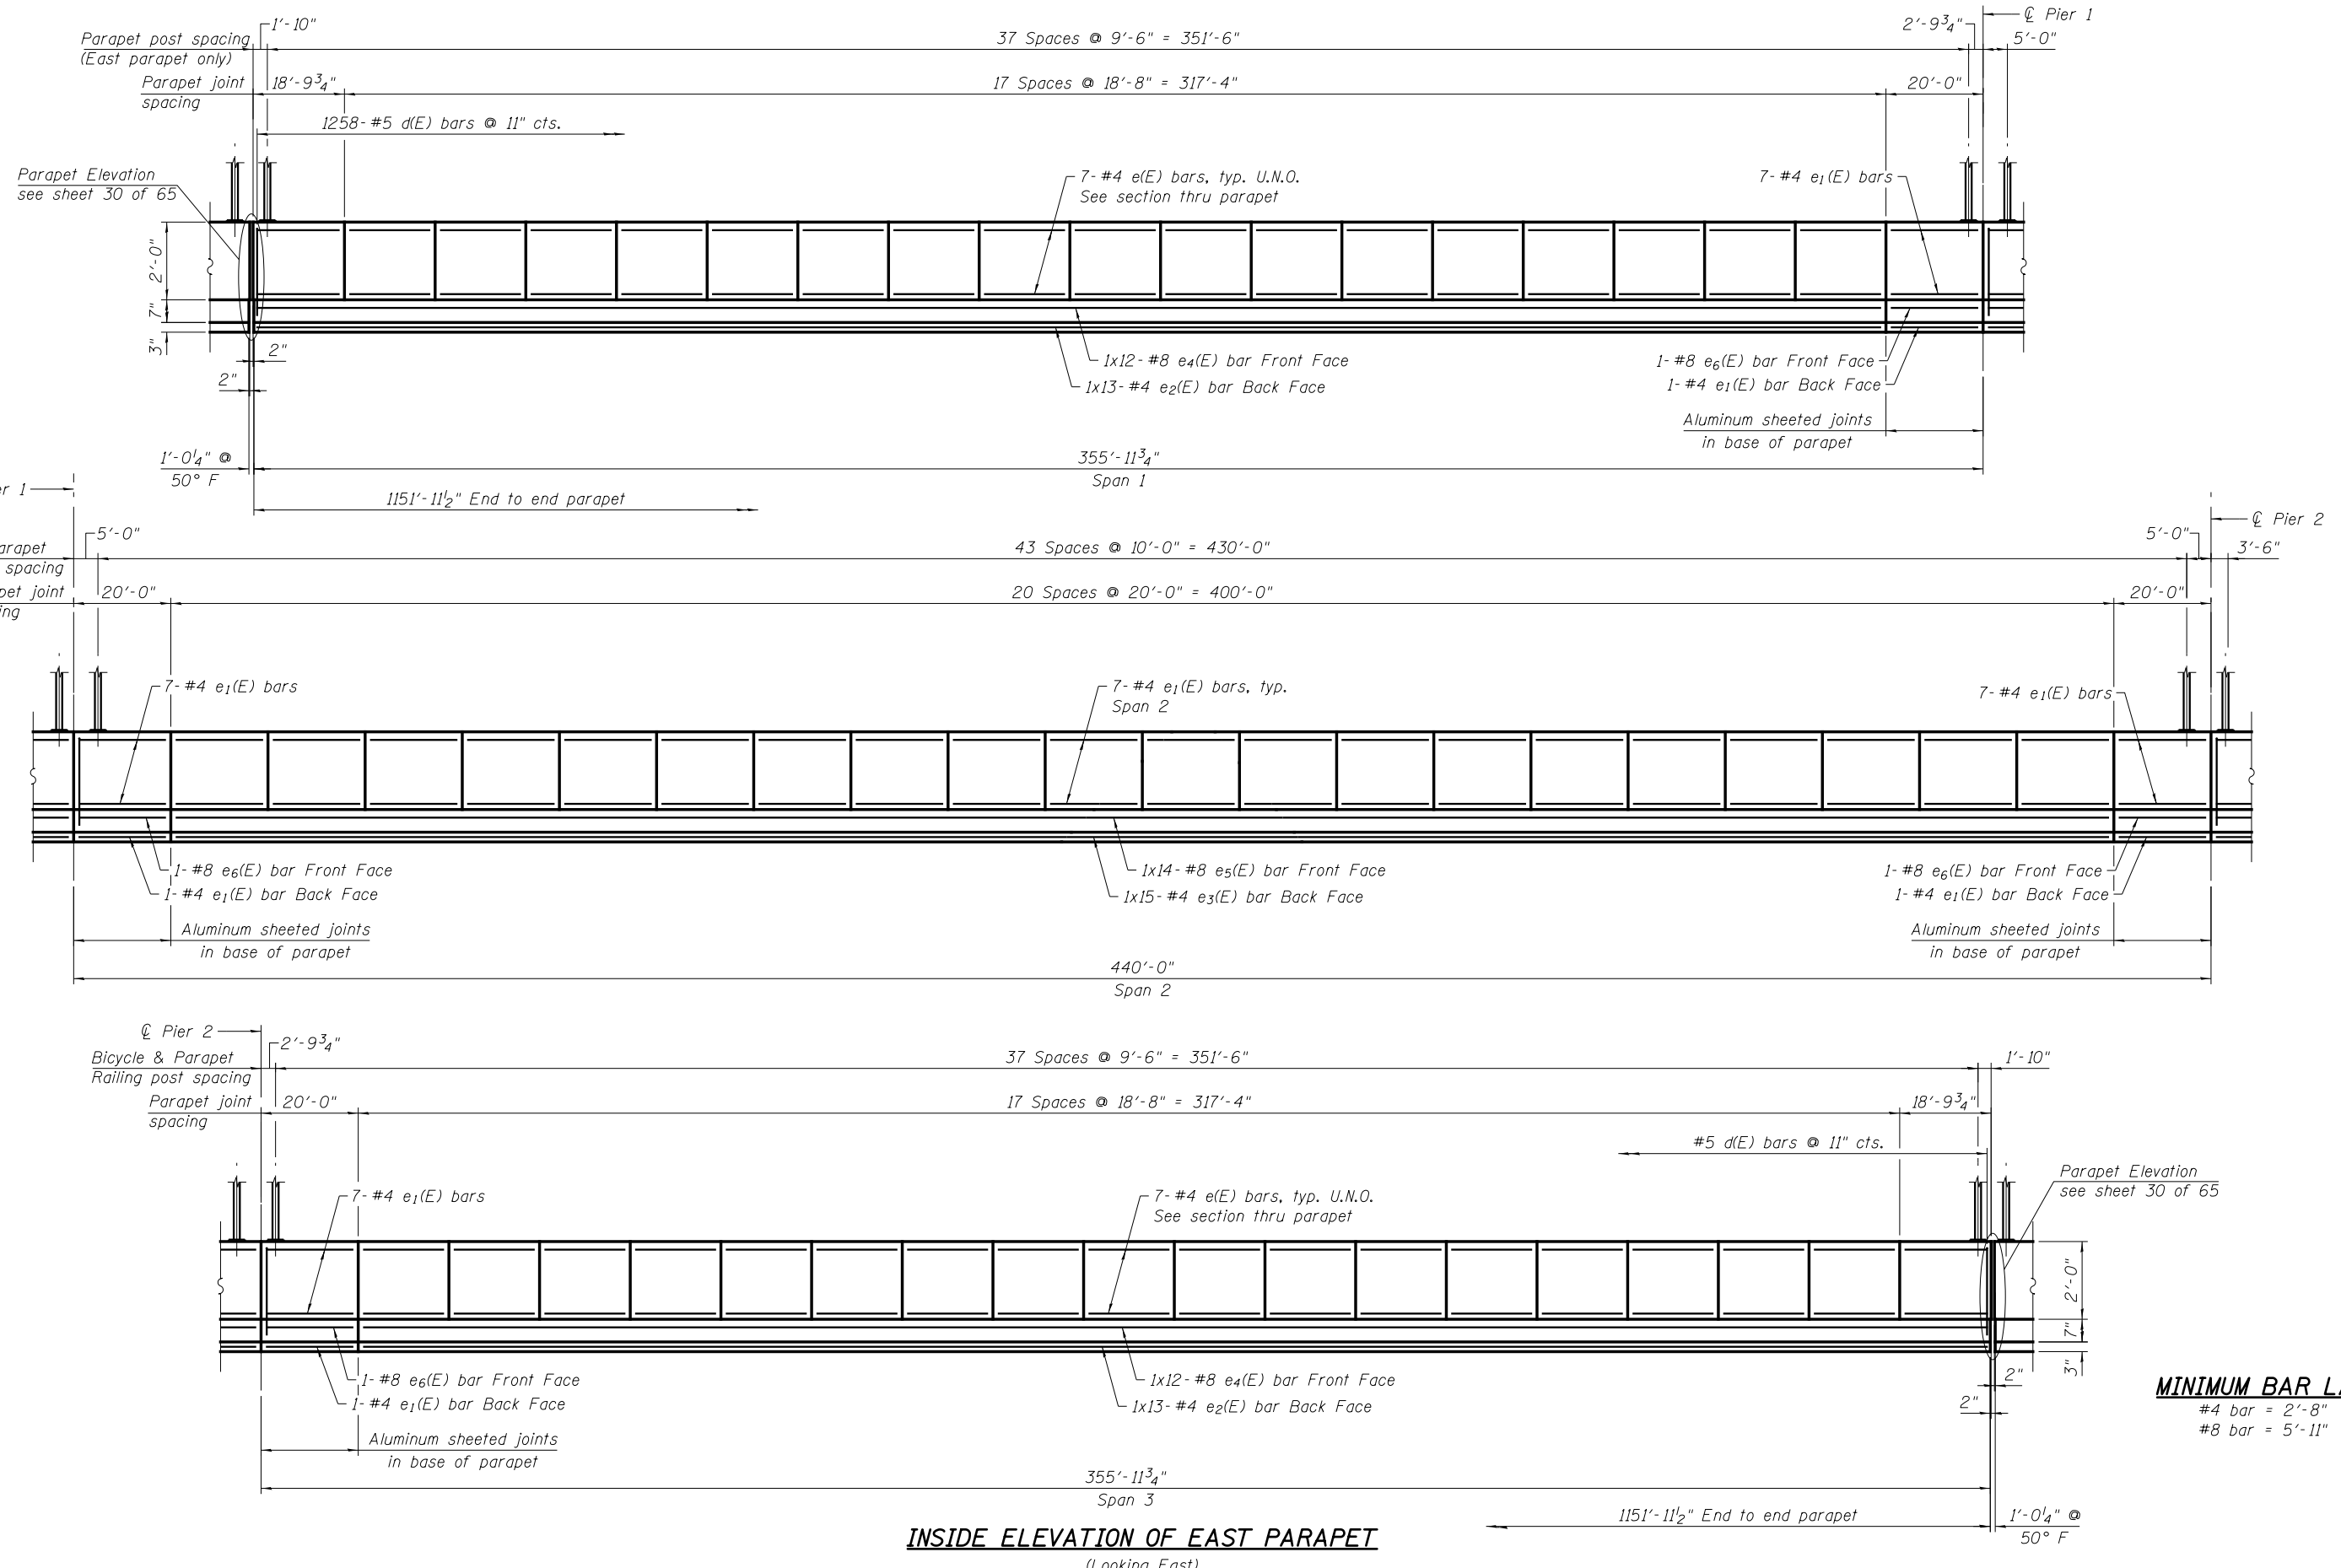 1'-10"
Parapet post spacing
(East parapet only)
37 Spaces @ 9'-6" = 351'-6"
2'-9¾"
℄ Pier 1
5'-0"
Parapet joint
spacing
18'-9¾"
17 Spaces @ 18'-8" = 317'-4"
20'-0"
1258-#5 d(E) bars @ 11" cts.
Parapet Elevation
see sheet 30 of 65
7-#4 e(E) bars, typ. U.N.O.
See section thru parapet
7-#4 e₁(E) bars
2'-0"
7"
3"
2"
2"
1x12-#8 e₄(E) bar Front Face
1x13-#4 e₂(E) bar Back Face
1-#8 e₆(E) bar Front Face
1-#4 e₁(E) bar Back Face
Aluminum sheeted joints
in base of parapet
1'-0¼" @
50° F
355'-11¾"
Span 1
1151'-11½" End to end parapet
er 1
5'-0"
arapet
spacing
43 Spaces @ 10'-0" = 430'-0"
5'-0"
℄ Pier 2
3'-6"
pet joint
ing
20'-0"
20 Spaces @ 20'-0" = 400'-0"
20'-0"
7-#4 e₁(E) bars
7-#4 e₁(E) bars, typ.
Span 2
7-#4 e₁(E) bars
1-#8 e₆(E) bar Front Face
1-#4 e₁(E) bar Back Face
1x14-#8 e₅(E) bar Front Face
1x15-#4 e₃(E) bar Back Face
1-#8 e₆(E) bar Front Face
1-#4 e₁(E) bar Back Face
Aluminum sheeted joints
in base of parapet
Aluminum sheeted joints
in base of parapet
440'-0"
Span 2
℄ Pier 2
2'-9¾"
Bicycle & Parapet
Railing post spacing
37 Spaces @ 9'-6" = 351'-6"
1'-10"
Parapet joint
spacing
20'-0"
17 Spaces @ 18'-8" = 317'-4"
18'-9¾"
#5 d(E) bars @ 11" cts.
Parapet Elevation
see sheet 30 of 65
7-#4 e₁(E) bars
7-#4 e(E) bars, typ. U.N.O.
See section thru parapet
2'-0"
7"
3"
2"
2"
1-#8 e₆(E) bar Front Face
1-#4 e₁(E) bar Back Face
1x12-#8 e₄(E) bar Front Face
1x13-#4 e₂(E) bar Back Face
MINIMUM BAR LA
#4 bar = 2'-8"
#8 bar = 5'-11"
Aluminum sheeted joints
in base of parapet
355'-11¾"
Span 3
1151'-11½" End to end parapet
1'-0¼" @
50° F
INSIDE ELEVATION OF EAST PARAPET
(Looking East)